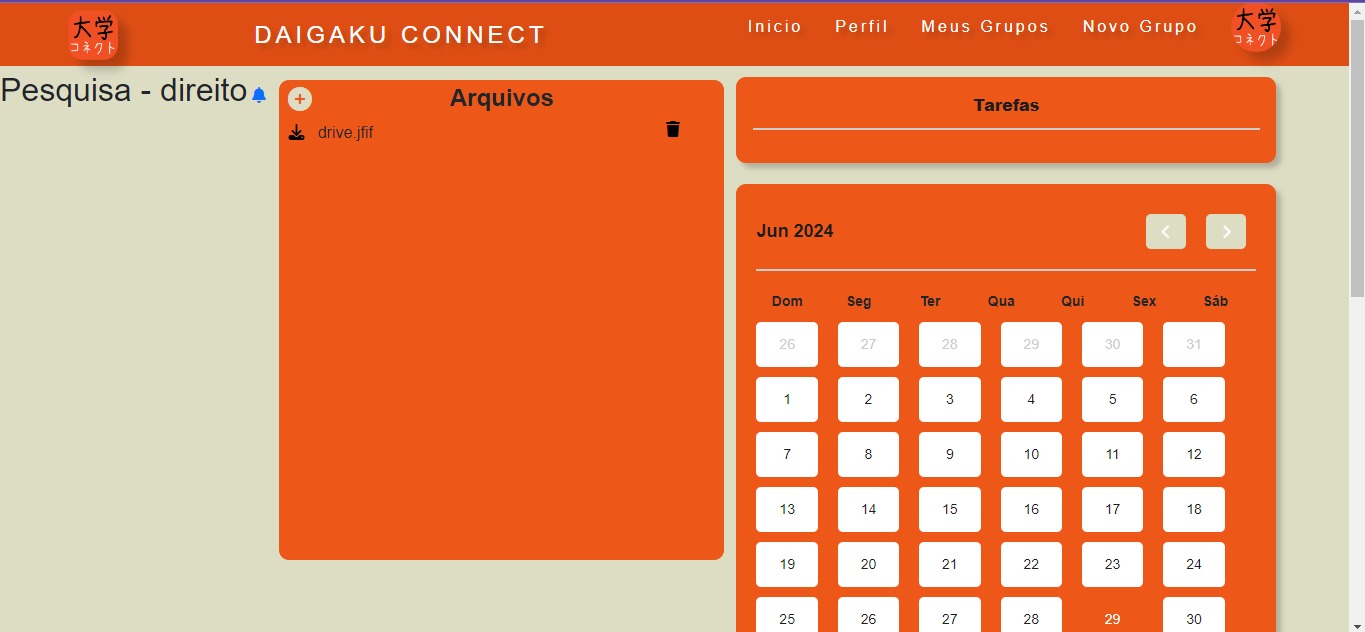 大学
コネクト
DAIGAKU CONNECT
Inicio Perfil Meus Grupos Novo Grupo
大学
コネクト
Pesquisa - direito
Arquivos
drive.jfif
Tarefas
Jun 2024
Dom Seg Ter Qua Qui Sex Sáb
26 27 28 29 30 31
1 2 3 4 5 6
7 8 9 10 11 12
13 14 15 16 17 18
19 20 21 22 23 24
25 26 27 28 29 30